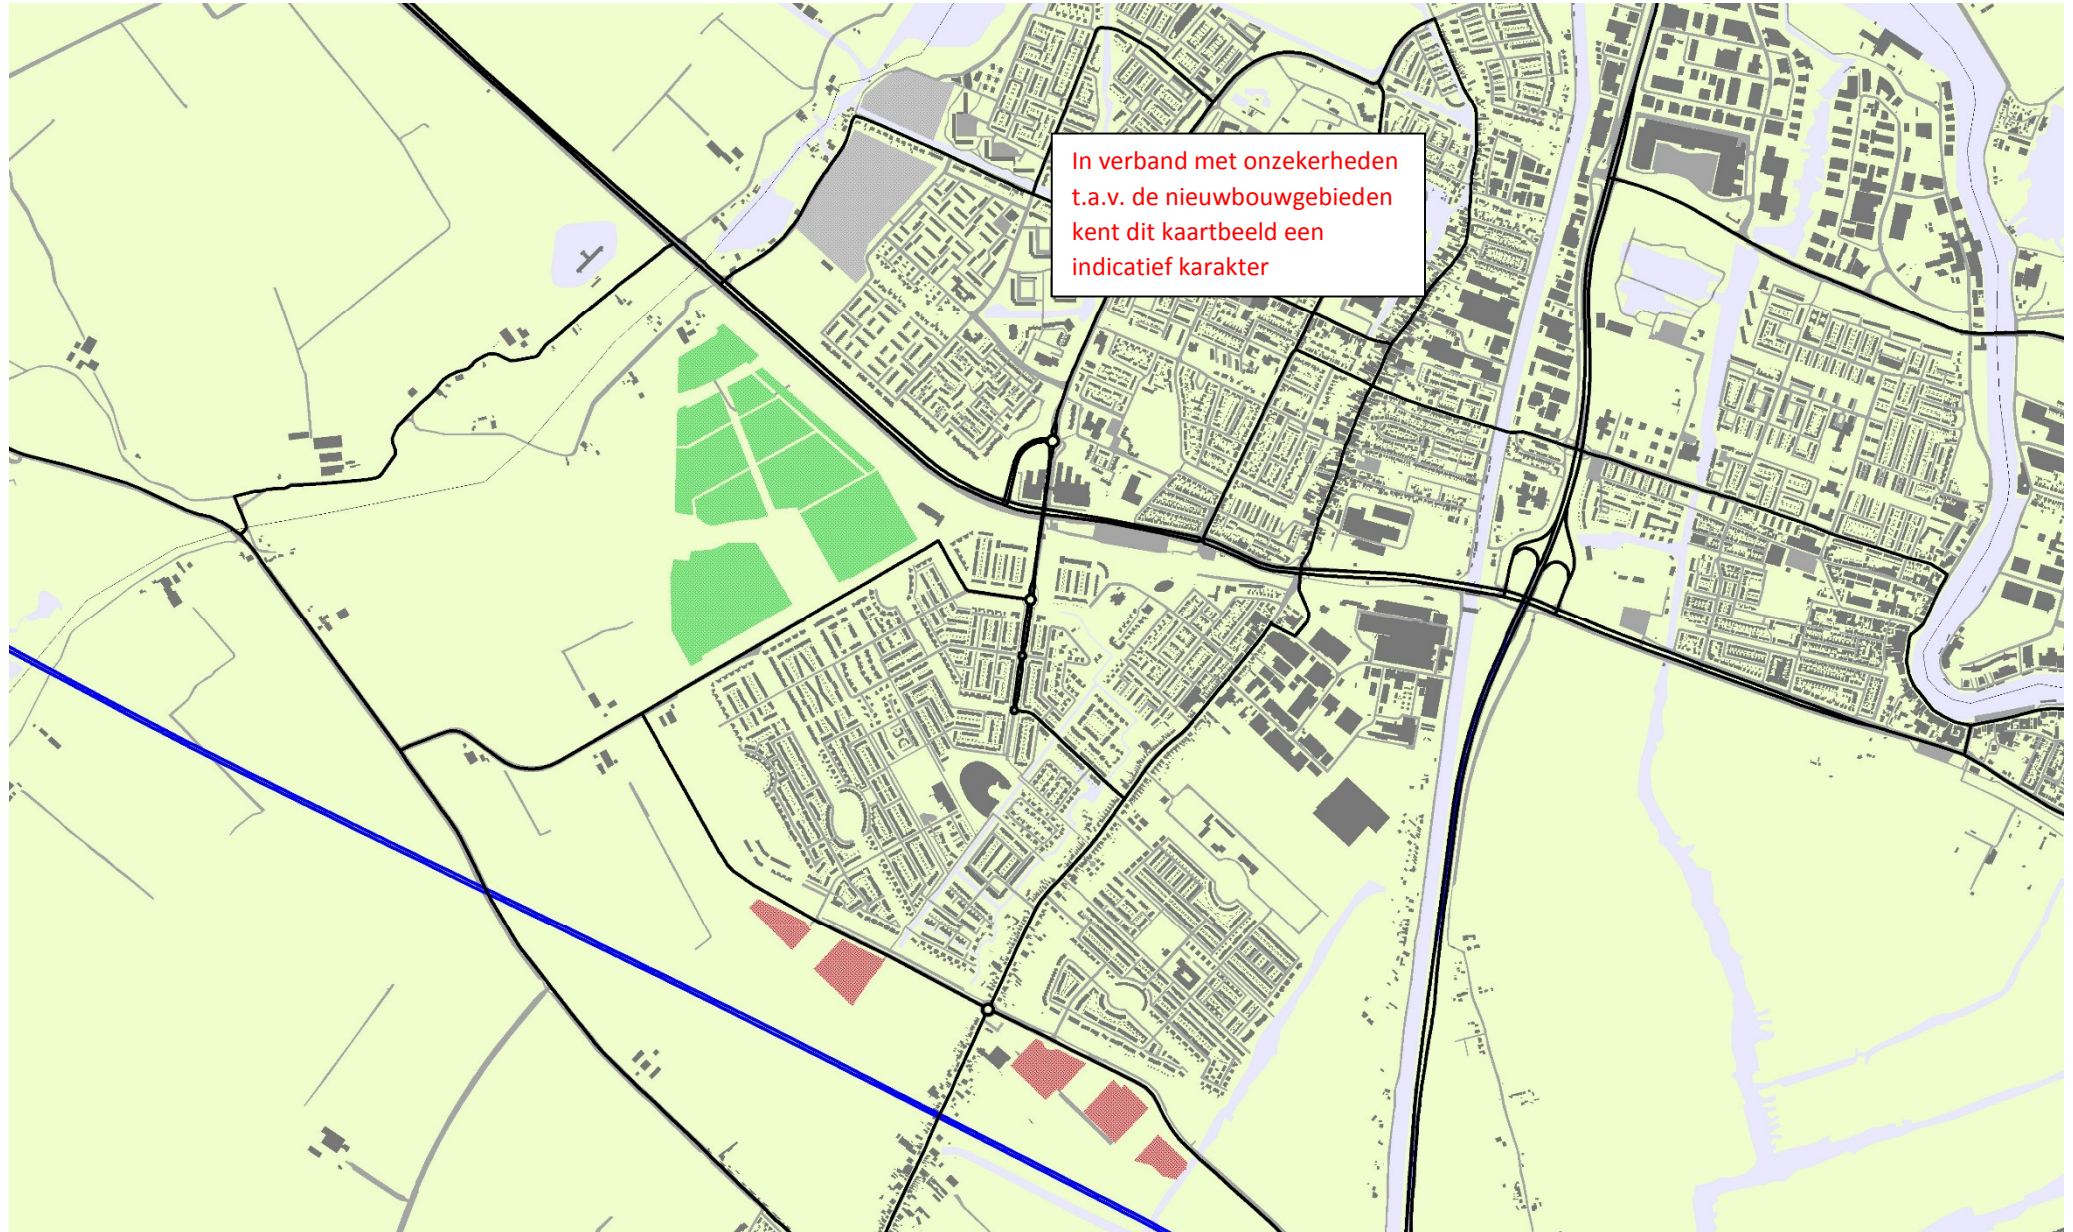 In verband met onzekerheden
t.a.v. de nieuwbouwgebieden
kent dit kaartbeeld een
indicatief karakter